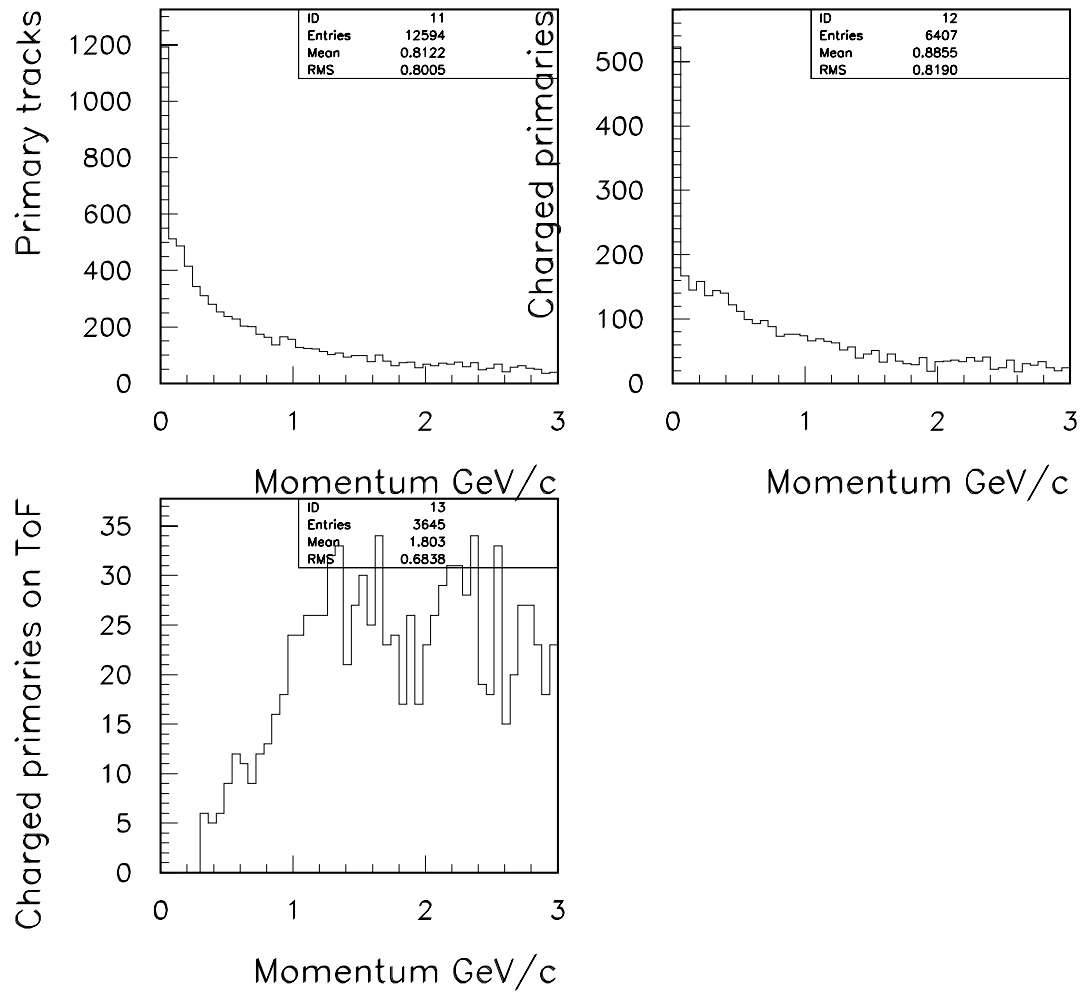 Primary tracks
ID 11
Entries 12594
Mean 0.8122
RMS 0.8005
1200
1000
800
600
400
200
0
0 1 2 3
Momentum GeV/c
Charged primaries
ID 12
Entries 6407
Mean 0.8855
RMS 0.8190
500
400
300
200
100
0
0 1 2 3
Momentum GeV/c
Charged primaries on ToF
ID 13
Entries 3645
Mean 1.803
RMS 0.6838
35
30
25
20
15
10
5
0
0 1 2 3
Momentum GeV/c